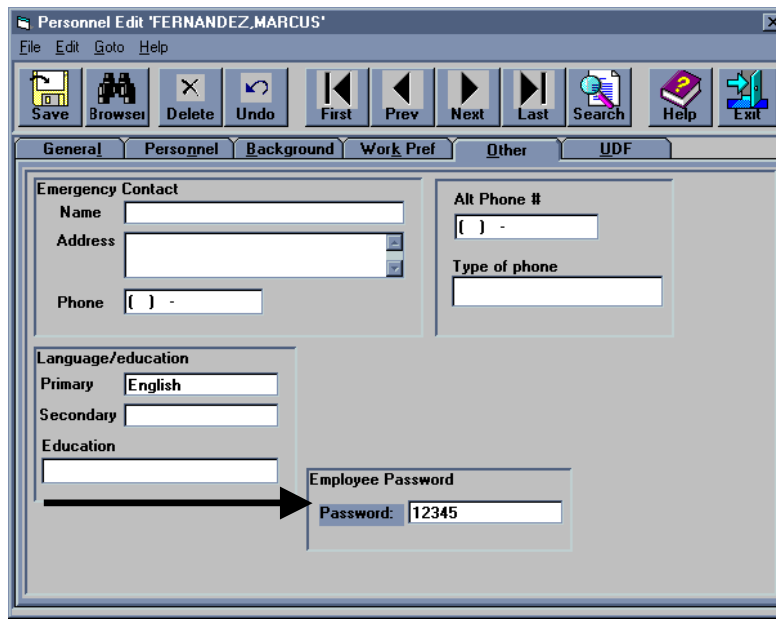 Personnel Edit 'FERNANDEZ,MARCUS'
File Edit Goto Help
Save Browser Delete Undo First Prev Next Last Search Help Exit
General Personnel Background Work Pref Other UDF
Emergency Contact
Name
Address
Phone ( ) -
Alt Phone #
( ) -
Type of phone
Language/education
Primary English
Secondary
Education
Employee Password
Password: 12345